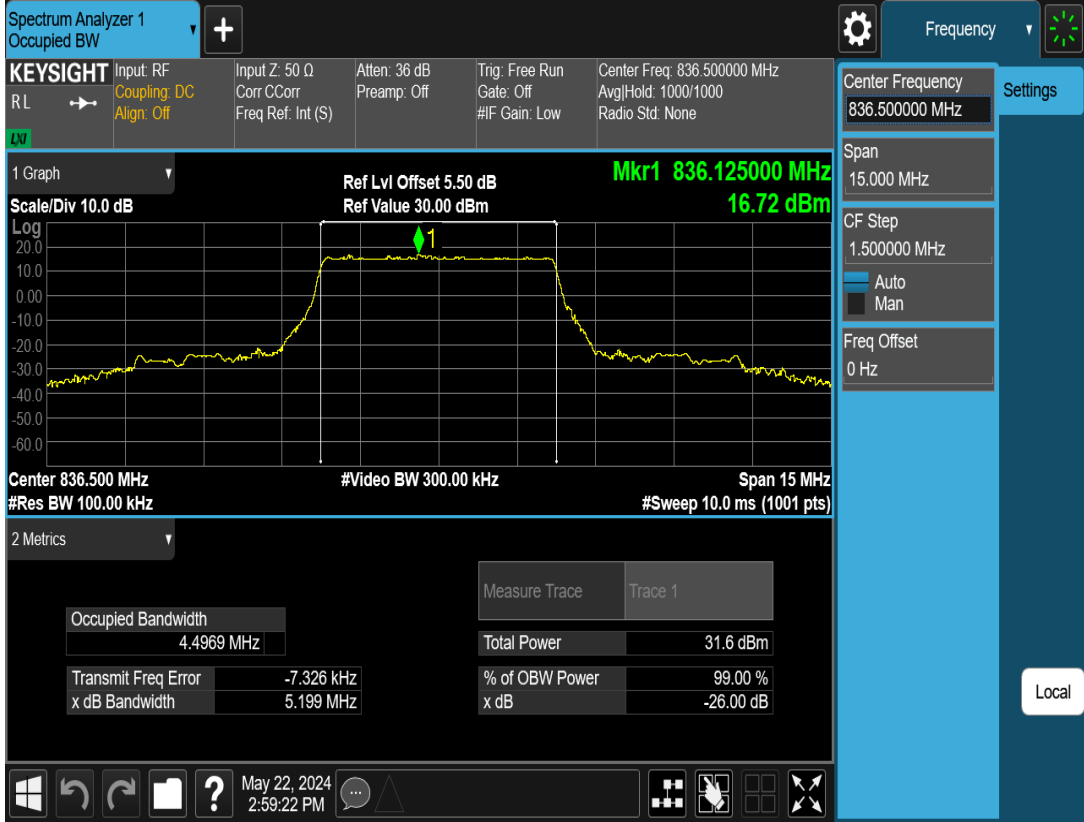 Spectrum Analyzer 1
Occupied BW
Frequency
KEYSIGHT
RL
LXI
Input: RF
Coupling: DC
Align: Off
Input Z: 50 Ω
Corr CCorr
Freq Ref: Int (S)
Atten: 36 dB
Preamp: Off
Trig: Free Run
Gate: Off
#IF Gain: Low
Center Freq: 836.500000 MHz
Avg|Hold: 1000/1000
Radio Std: None
Center Frequency
836.500000 MHz
Settings
Span
15.000 MHz
CF Step
1.500000 MHz
Auto
Man
Freq Offset
0 Hz
Local
1 Graph
Ref Lvl Offset 5.50 dB
Mkr1 836.125000 MHz
Scale/Div 10.0 dB
Ref Value 30.00 dBm
16.72 dBm
Log
1
20.0
10.0
0.00
-10.0
-20.0
-30.0
-40.0
-50.0
-60.0
Center 836.500 MHz
#Video BW 300.00 kHz
Span 15 MHz
#Res BW 100.00 kHz
#Sweep 10.0 ms (1001 pts)
2 Metrics
Measure Trace
Trace 1
Occupied Bandwidth
4.4969 MHz
Total Power
31.6 dBm
Transmit Freq Error
-7.326 kHz
% of OBW Power
99.00 %
x dB Bandwidth
5.199 MHz
x dB
-26.00 dB
May 22, 2024
2:59:22 PM